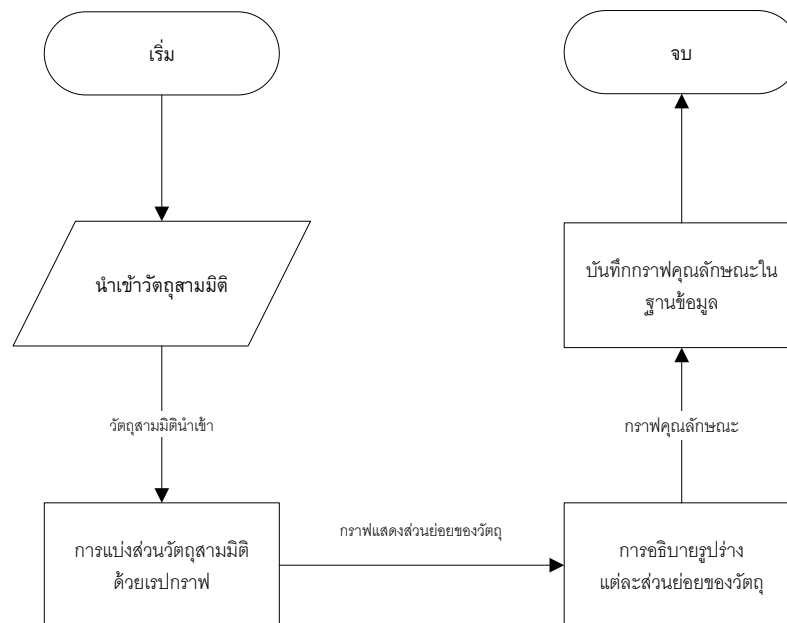 เริ่ม
นำเข้าวัตถุสามมิติ
วัตถุสามมิตินำเข้า
การแบ่งส่วนวัตถุสามมิติ
ด้วยเรปกราฟ
กราฟแสดงส่วนย่อยของวัตถุ
การอธิบายรูปร่าง
แต่ละส่วนย่อยของวัตถุ
กราฟคุณลักษณะ
บันทึกกราฟคุณลักษณะใน
ฐานข้อมูล
จบ